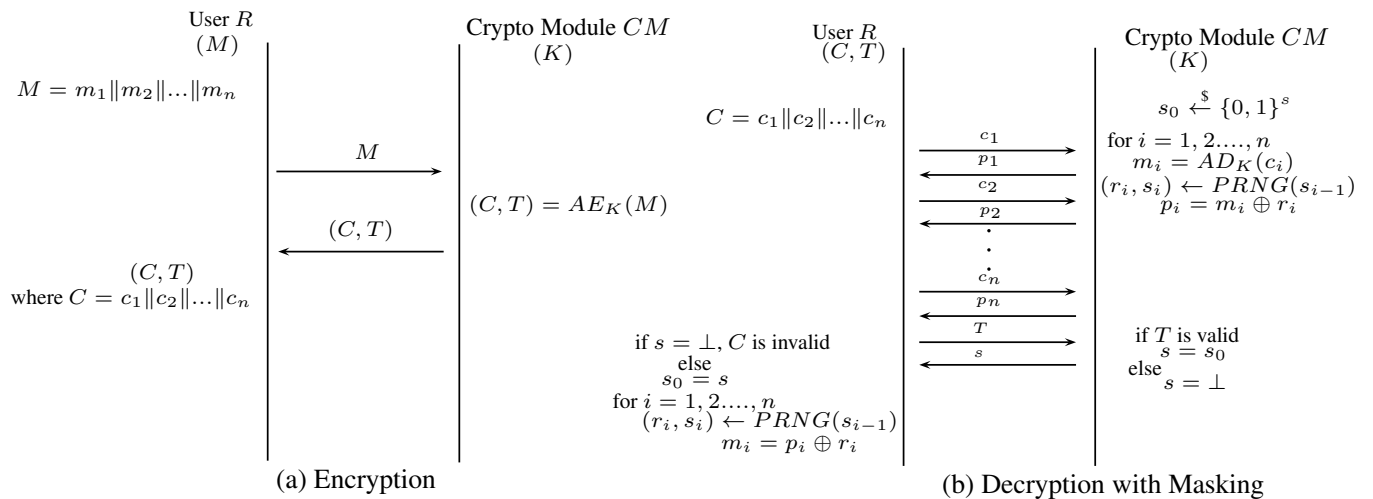 User R
(M)
Crypto Module CM
(K)
M = m₁‖m₂‖...‖mₙ
M
(C, T) = AE_K(M)
(C, T)
(C, T)
where C = c₁‖c₂‖...‖cₙ
(a) Encryption
User R
(C, T)
Crypto Module CM
(K)
s₀ ←$ {0, 1}ˢ
C = c₁‖c₂‖...‖cₙ
c₁
p₁
c₂
p₂
.
.
.
cₙ
pₙ
T
s
for i = 1, 2...., n
mᵢ = AD_K(cᵢ)
(rᵢ, sᵢ) ← PRNG(sᵢ₋₁)
pᵢ = mᵢ ⊕ rᵢ
if T is valid
s = s₀
else
s = ⊥
if s = ⊥, C is invalid
else
s₀ = s
for i = 1, 2...., n
(rᵢ, sᵢ) ← PRNG(sᵢ₋₁)
mᵢ = pᵢ ⊕ rᵢ
(b) Decryption with Masking